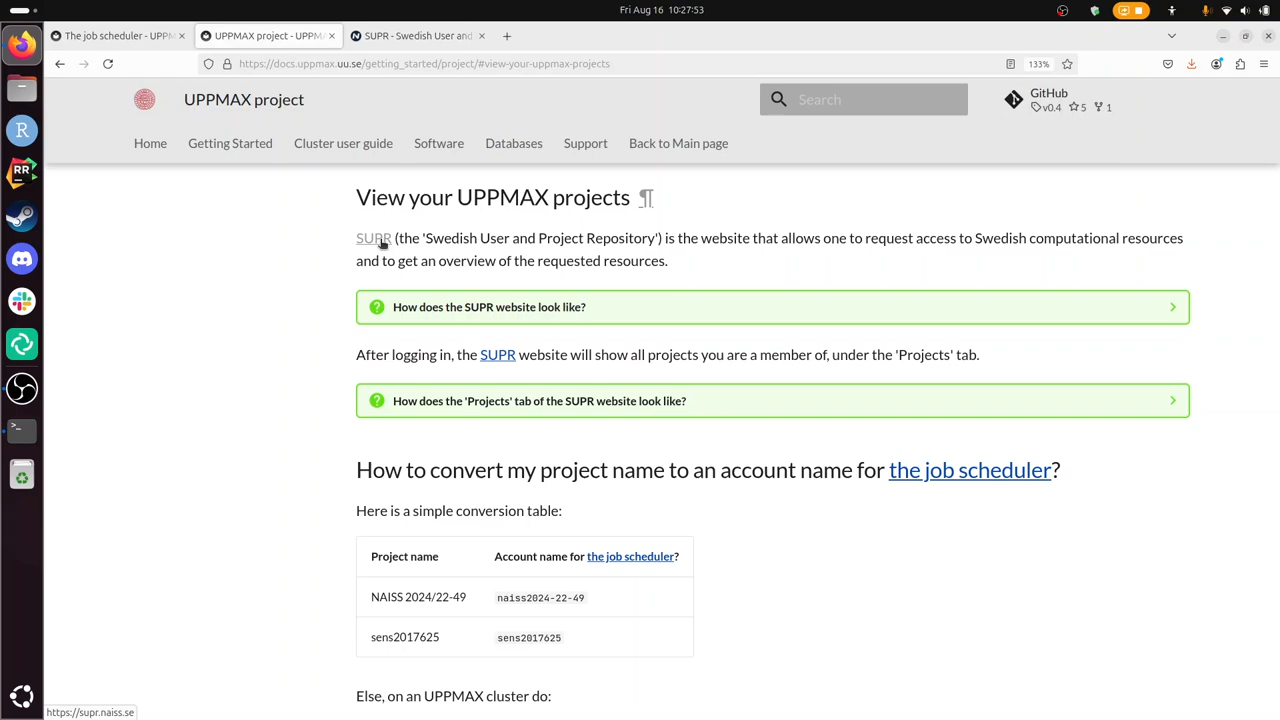 Fri Aug 16 10:27:53
The job scheduler - UPPM
UPPMAX project - UPPMA
SUPR - Swedish User and
https://docs.uppmax.uu.se/getting_started/project/#view-your-uppmax-projects
133%
UPPMAX project
Search
GitHub
v0.4 5 1
Home Getting Started Cluster user guide Software Databases Support Back to Main page
View your UPPMAX projects ¶
SUPR (the 'Swedish User and Project Repository') is the website that allows one to request access to Swedish computational resources
and to get an overview of the requested resources.
How does the SUPR website look like?
After logging in, the SUPR website will show all projects you are a member of, under the 'Projects' tab.
How does the 'Projects' tab of the SUPR website look like?
How to convert my project name to an account name for the job scheduler?
Here is a simple conversion table:
Project name Account name for the job scheduler?
NAISS 2024/22-49 naiss2024-22-49
sens2017625 sens2017625
Else, on an UPPMAX cluster do:
https://supr.naiss.se